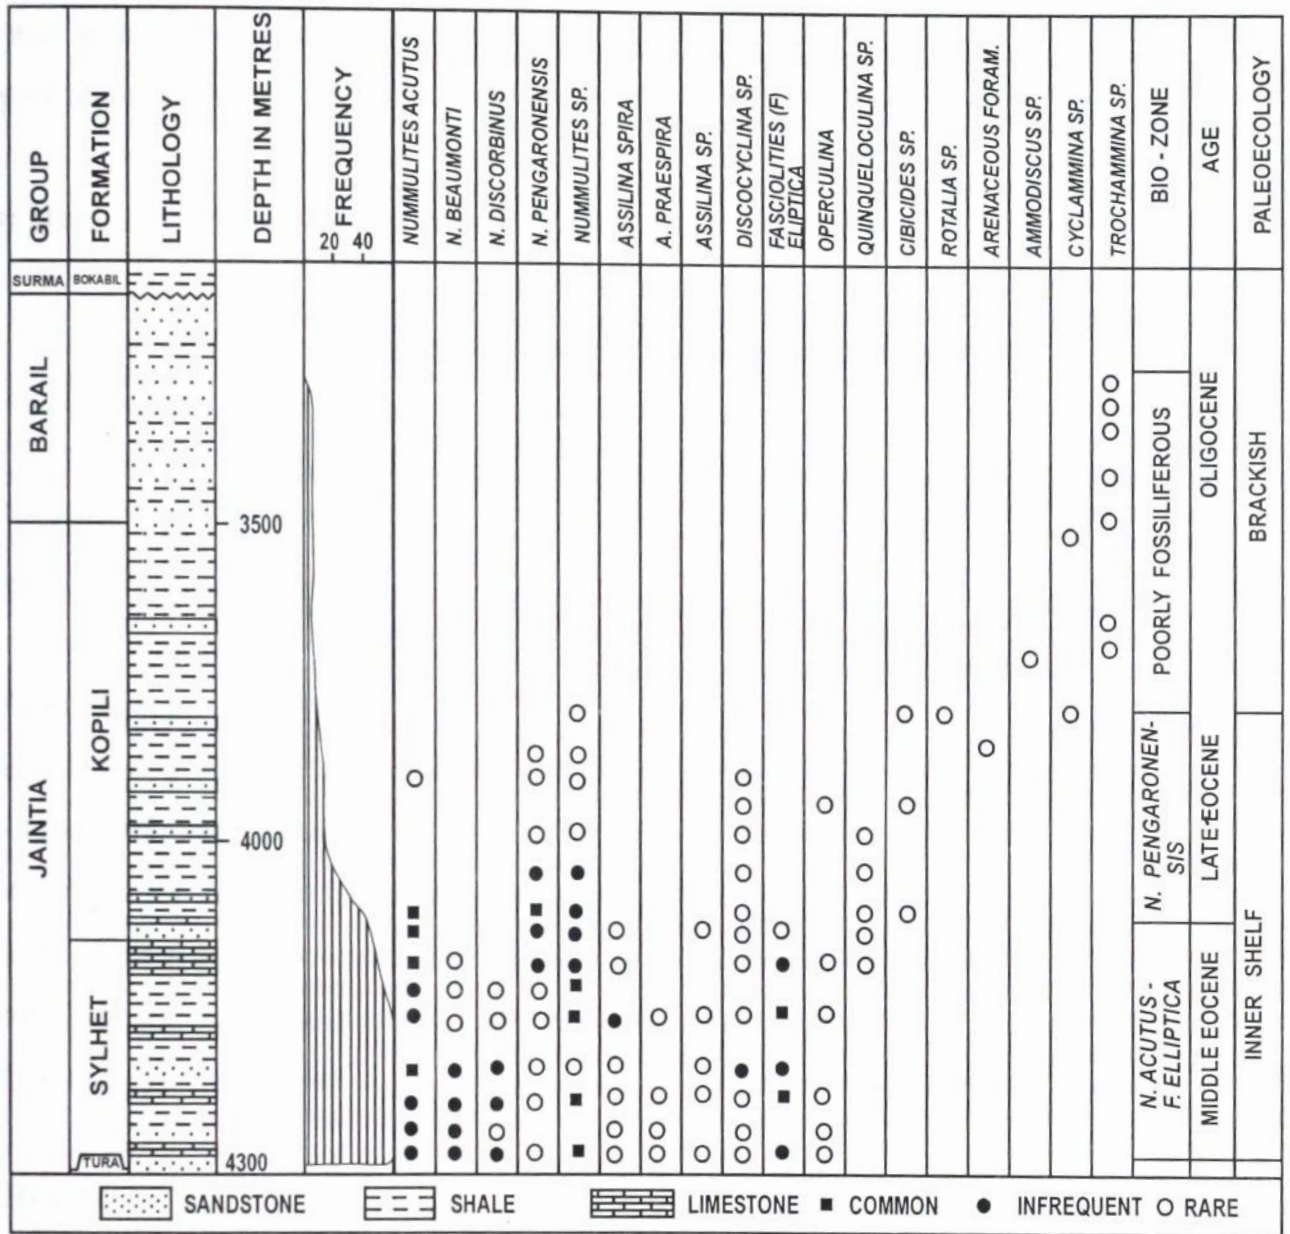 GROUP
FORMATION
LITHOLOGY
DEPTH IN METRES
FREQUENCY
20 40
NUMMULITES ACUTUS
N. BEAUMONTI
N. DISCORBINUS
N. PENGARONENSIS
NUMMULITES SP.
ASSILINA SPIRA
A. PRAESPIRA
ASSILINA SP.
DISCOCYCLINA SP.
FASCIOLITIES (F)
ELIPTICA
OPERCULINA
QUINQUELOCULINA SP.
CIBICIDES SP.
ROTALIA SP.
ARENACEOUS FORAM.
AMMODISCUS SP.
CYCLAMMINA SP.
TROCHAMMINA SP.
BIO - ZONE
AGE
PALEOECOLOGY
SURMA
BOKABIL
BARAIL
JAINTIA
KOPILI
SYLHET
TURA
3500
4000
4300
POORLY FOSSILIFEROUS
N. PENGARONEN-
SIS
N. ACUTUS -
F. ELLIPTICA
OLIGOCENE
LATE-EOCENE
MIDDLE EOCENE
BRACKISH
INNER SHELF
SANDSTONE
SHALE
LIMESTONE
COMMON
INFREQUENT
RARE